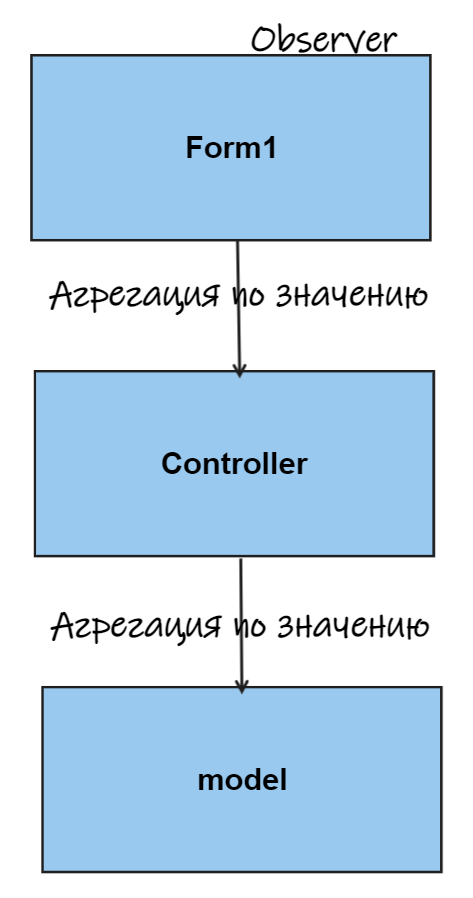 Observer
Form1
Агрегация по значению
Controller
Агрегация по значению
model